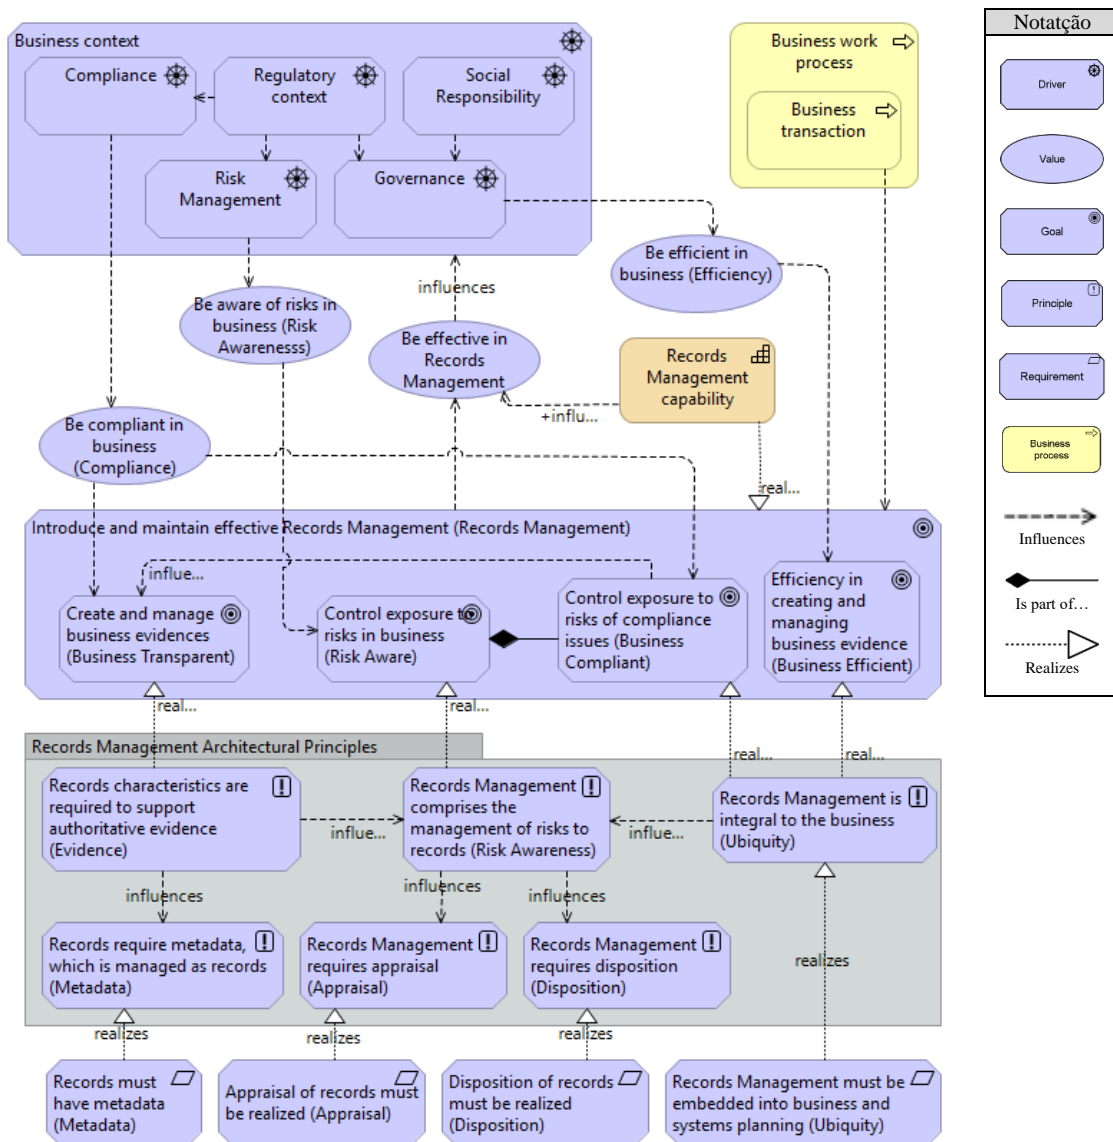 Business context
Compliance
Regulatory
context
Social
Responsibility
Risk
Management
Governance
Business work
process
Business
transaction
Be efficient in
business (Efficiency)
influences
Be aware of risks in
business (Risk
Awarenesss)
Be effective in
Records
Management
Records
Management
capability
+influ...
Be compliant in
business
(Compliance)
real...
Introduce and maintain effective Records Management (Records Management)
influe...
Create and manage
business evidences
(Business Transparent)
Control exposure to
risks in business
(Risk Aware)
Control exposure to
risks of compliance
issues (Business
Compliant)
Efficiency in
creating and
managing
business evidence
(Business Efficient)
real...
real...
real...
real...
Records Management Architectural Principles
Records characteristics are
required to support
authoritative evidence
(Evidence)
influe...
Records Management
comprises the
management of risks to
records (Risk Awareness)
influe...
Records Management is
integral to the business
(Ubiquity)
influences
influences
influences
Records require metadata,
which is managed as records
(Metadata)
Records Management
requires appraisal
(Appraisal)
Records Management
requires disposition
(Disposition)
realizes
realizes
realizes
realizes
Records must
have metadata
(Metadata)
Appraisal of records must
be realized (Appraisal)
Disposition of records
must be realized
(Disposition)
Records Management must be
embedded into business and
systems planning (Ubiquity)
Notatção
Driver
Value
Goal
Principle
Requirement
Business
process
Influences
Is part of…
Realizes